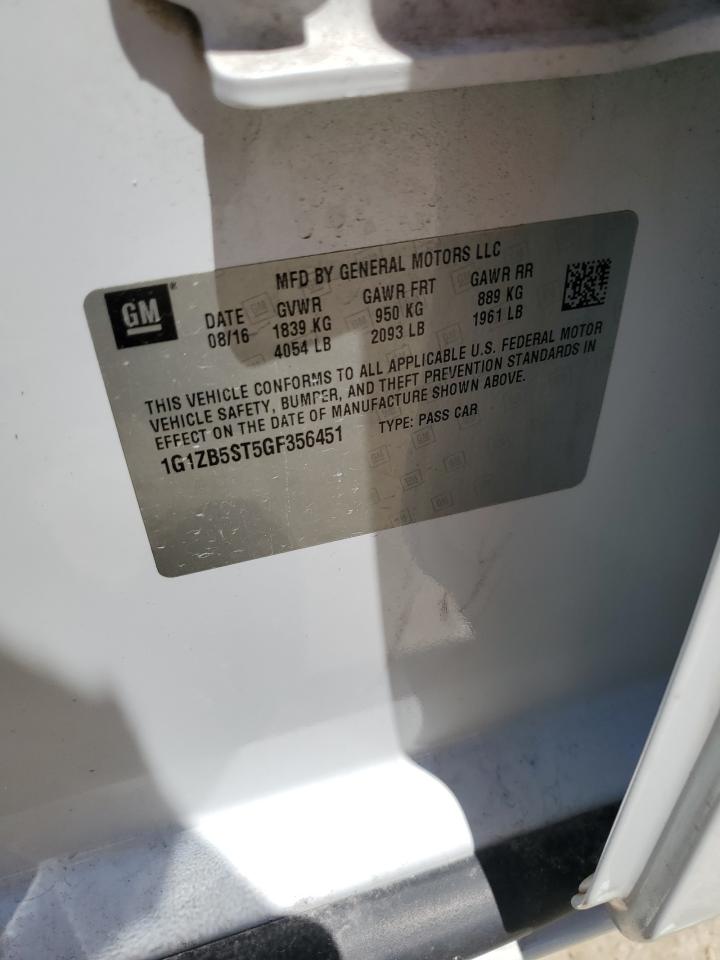 MFD BY GENERAL MOTORS LLC
GM ®
DATE GVWR GAWR FRT GAWR RR
08/16 1839 KG 950 KG 889 KG
4054 LB 2093 LB 1961 LB
THIS VEHICLE CONFORMS TO ALL APPLICABLE U.S. FEDERAL MOTOR
VEHICLE SAFETY, BUMPER, AND THEFT PREVENTION STANDARDS IN
EFFECT ON THE DATE OF MANUFACTURE SHOWN ABOVE.
1G1ZB5ST5GF356451 TYPE: PASS CAR